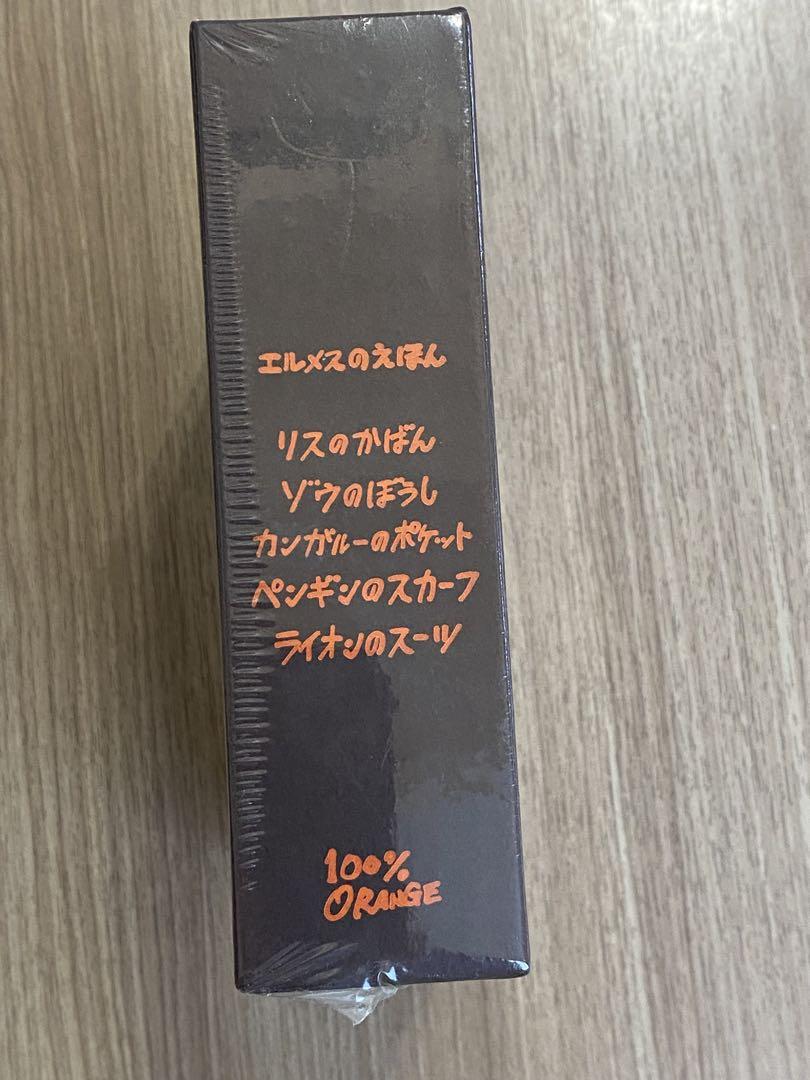 エルメスのえほん
リスのかばん
ゾウのぼうし
カンガルーのポケット
ペンギンのスカーフ
ライオンのスーツ
100%
ORANGE